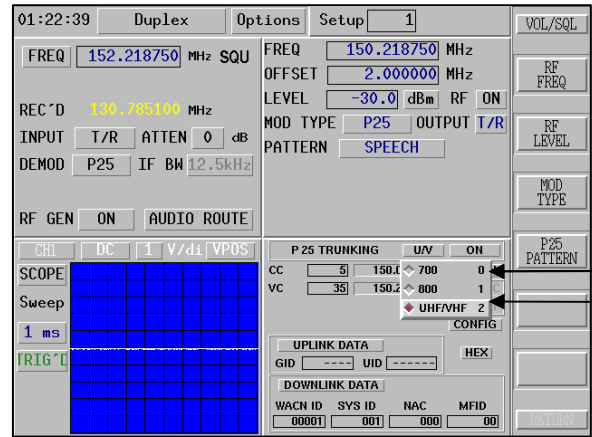 01:22:39 Duplex Options Setup 1
FREQ 152.218750 MHz SQU
REC'D 130.785100 MHz
INPUT T/R ATTEN 0 dB
DEMOD P25 IF BW 12.5kHz
RF GEN ON AUDIO ROUTE
FREQ 150.218750 MHz
OFFSET 2.000000 MHz
LEVEL -30.0 dBm RF ON
MOD TYPE P25 OUTPUT T/R
PATTERN SPEECH
CH1 DC 1 V/di VPOS
SCOPE
Sweep
1 ms
TRIG'D
P25 TRUNKING U/V ON
CC 5 150.
VC 35 150.2
700 0
800 1
UHF/VHF 2
CONFIG
UPLINK DATA
GID ---- UID ------
HEX
DOWNLINK DATA
WACN ID SYS ID NAC MFID
00001 001 000 00
VOL/SQL
RF
FREQ
RF
LEVEL
MOD
TYPE
P25
PATTERN
RETURN